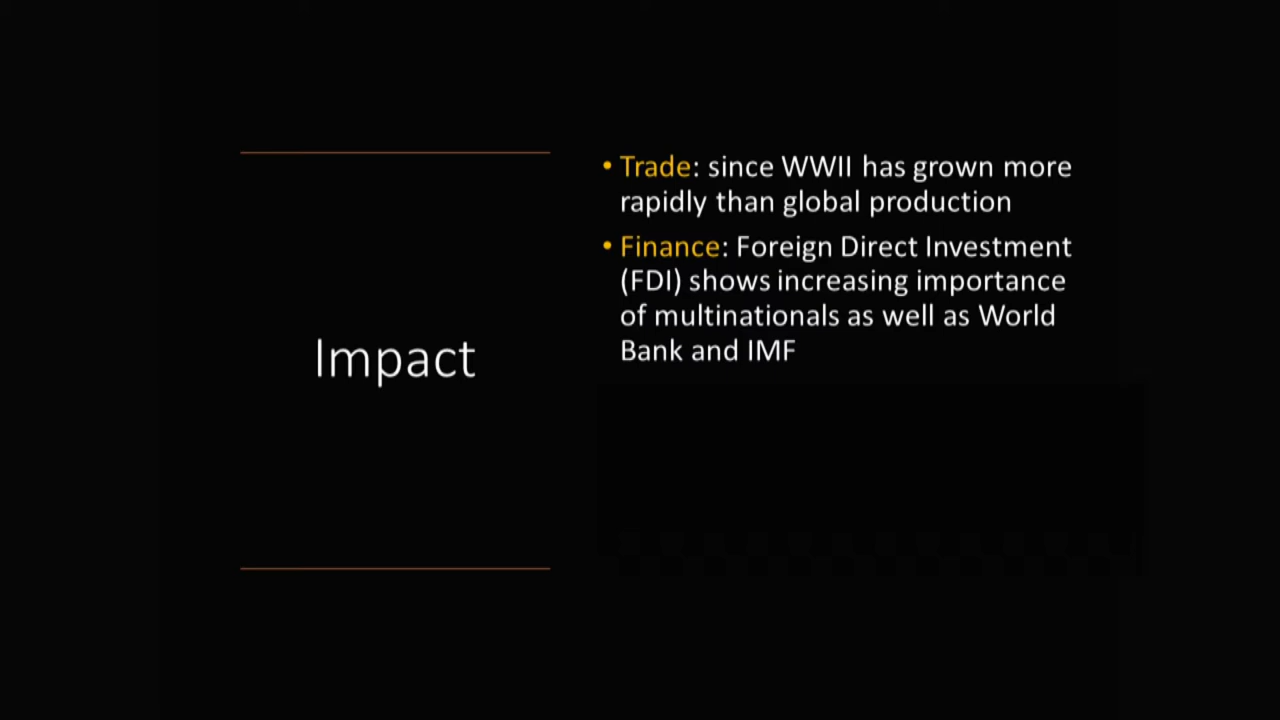 Impact
• Trade: since WWII has grown more
rapidly than global production
• Finance: Foreign Direct Investment
(FDI) shows increasing importance
of multinationals as well as World
Bank and IMF